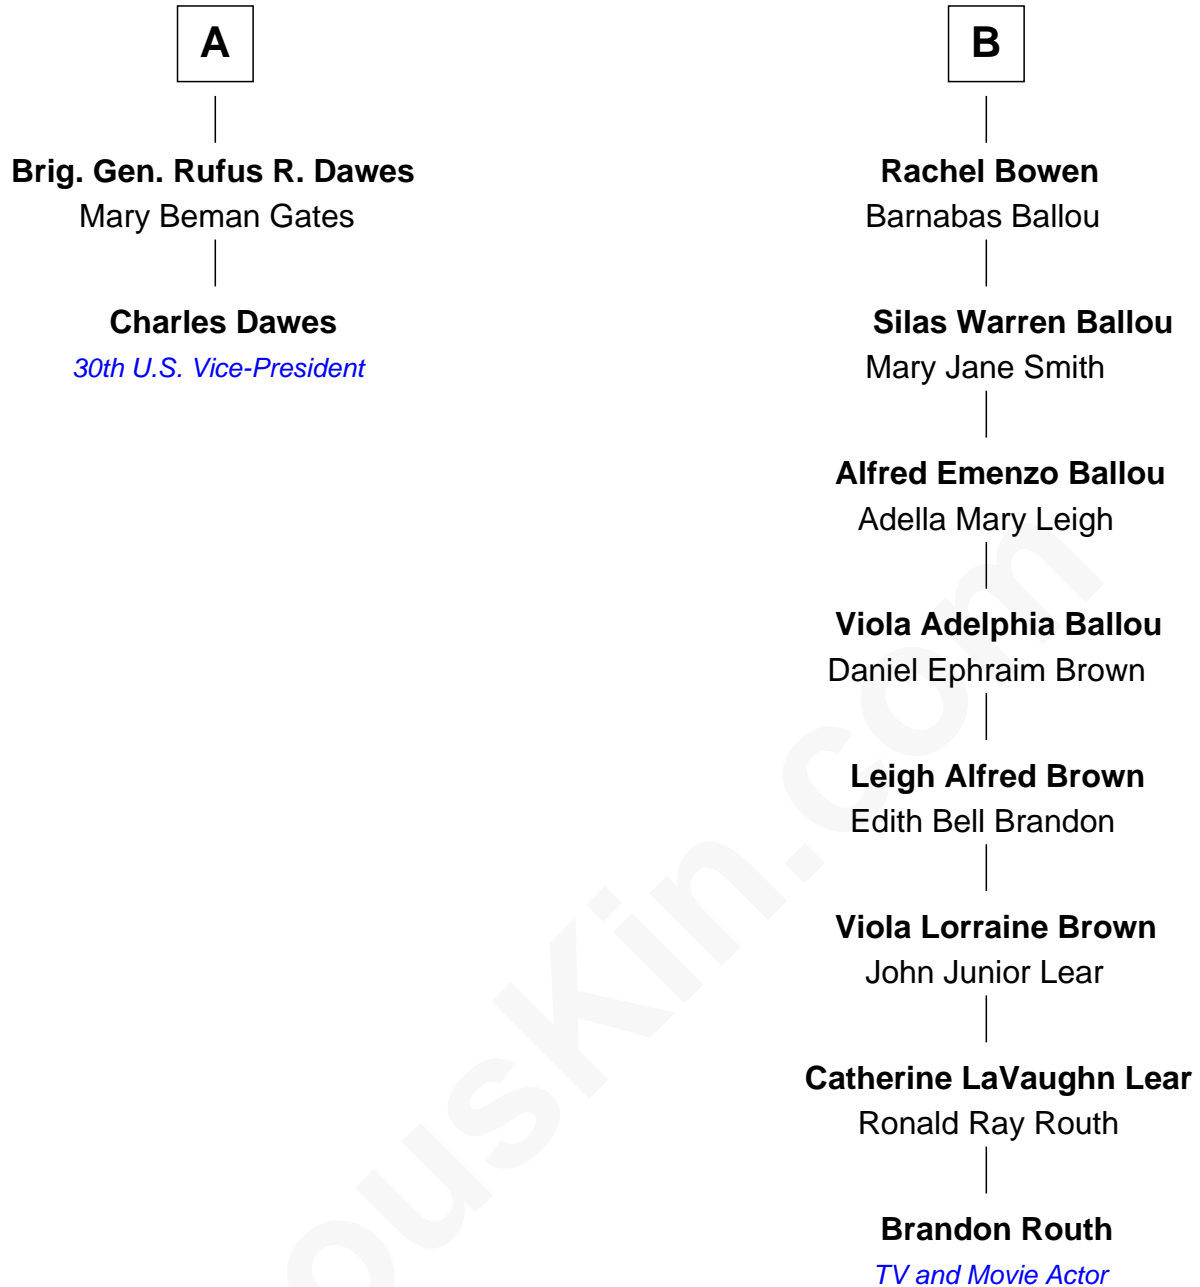 A
Brig. Gen. Rufus R. Dawes
Mary Beman Gates
Charles Dawes
30th U.S. Vice-President
B
Rachel Bowen
Barnabas Ballou
Silas Warren Ballou
Mary Jane Smith
Alfred Emenzo Ballou
Adella Mary Leigh
Viola Adelphia Ballou
Daniel Ephraim Brown
Leigh Alfred Brown
Edith Bell Brandon
Viola Lorraine Brown
John Junior Lear
Catherine LaVaughn Lear
Ronald Ray Routh
Brandon Routh
TV and Movie Actor
ousKin.com